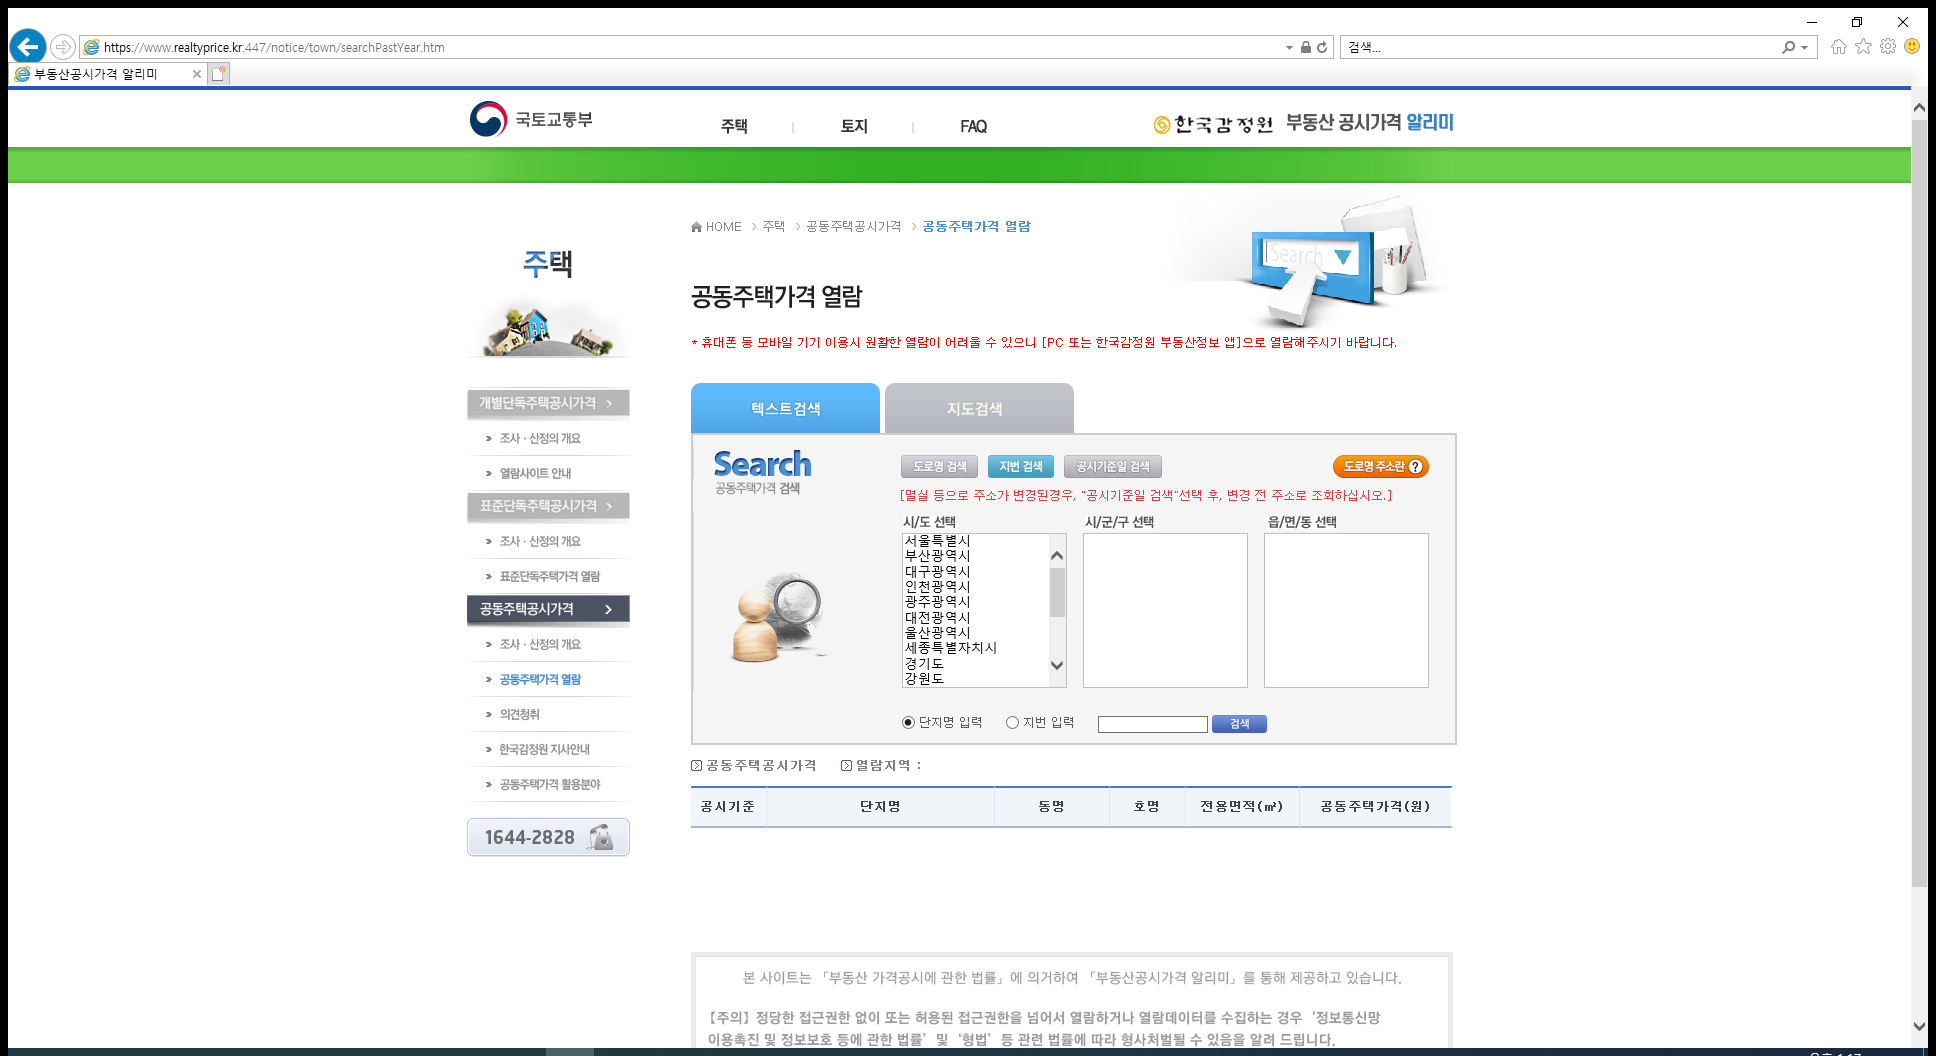 https://www.realtyprice.kr:447/notice/town/searchPastYear.htm
검색...
부동산공시가격 알리미
국토교통부
주택
토지
FAQ
한국감정원 부동산 공시가격 알리미
HOME > 주택 > 공동주택공시가격 > 공동주택가격 열람
주택
Search
공동주택가격 열람
* 휴대폰 등 모바일 기기 이용시 원활한 열람이 어려울 수 있으니 [PC 또는 한국감정원 부동산정보 앱]으로 열람해주시기 바랍니다.
개별단독주택공시가격 >
조사 · 산정의 개요
열람사이트 안내
표준단독주택공시가격 >
조사 · 산정의 개요
표준단독주택가격 열람
공동주택공시가격 >
조사 · 산정의 개요
공동주택가격 열람
의견청취
한국감정원 지사안내
공동주택가격 활용분야
1644-2828
텍스트검색
지도검색
Search
공동주택가격 검색
도로명 검색
지번 검색
공시기준일 검색
도로명 주소란 ?
[멸실 등으로 주소가 변경된경우, "공시기준일 검색"선택 후, 변경 전 주소로 조회하십시오.]
시/도 선택
시/군/구 선택
읍/면/동 선택
서울특별시
부산광역시
대구광역시
인천광역시
광주광역시
대전광역시
울산광역시
세종특별자치시
경기도
강원도
단지명 입력
지번 입력
검색
공동주택공시가격
열람지역 :
공시기준
단지명
동명
호명
전용면적(㎡)
공동주택가격(원)
본 사이트는 「부동산 가격공시에 관한 법률」에 의거하여 「부동산공시가격 알리미」를 통해 제공하고 있습니다.
【주의】 정당한 접근권한 없이 또는 허용된 접근권한을 넘어서 열람하거나 열람데이터를 수집하는 경우 ‘정보통신망
이용촉진 및 정보보호 등에 관한 법률’ 및 ‘형법’ 등 관련 법률에 따라 형사처벌될 수 있음을 알려 드립니다.